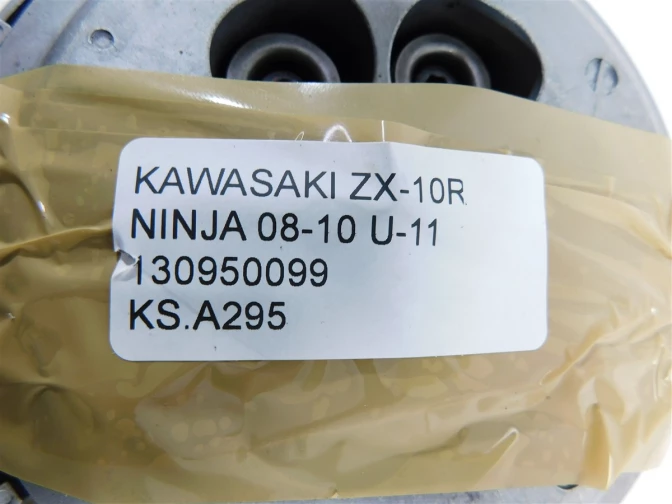 KAWASAKI ZX-10R
NINJA 08-10 U-11
130950099
KS.A295